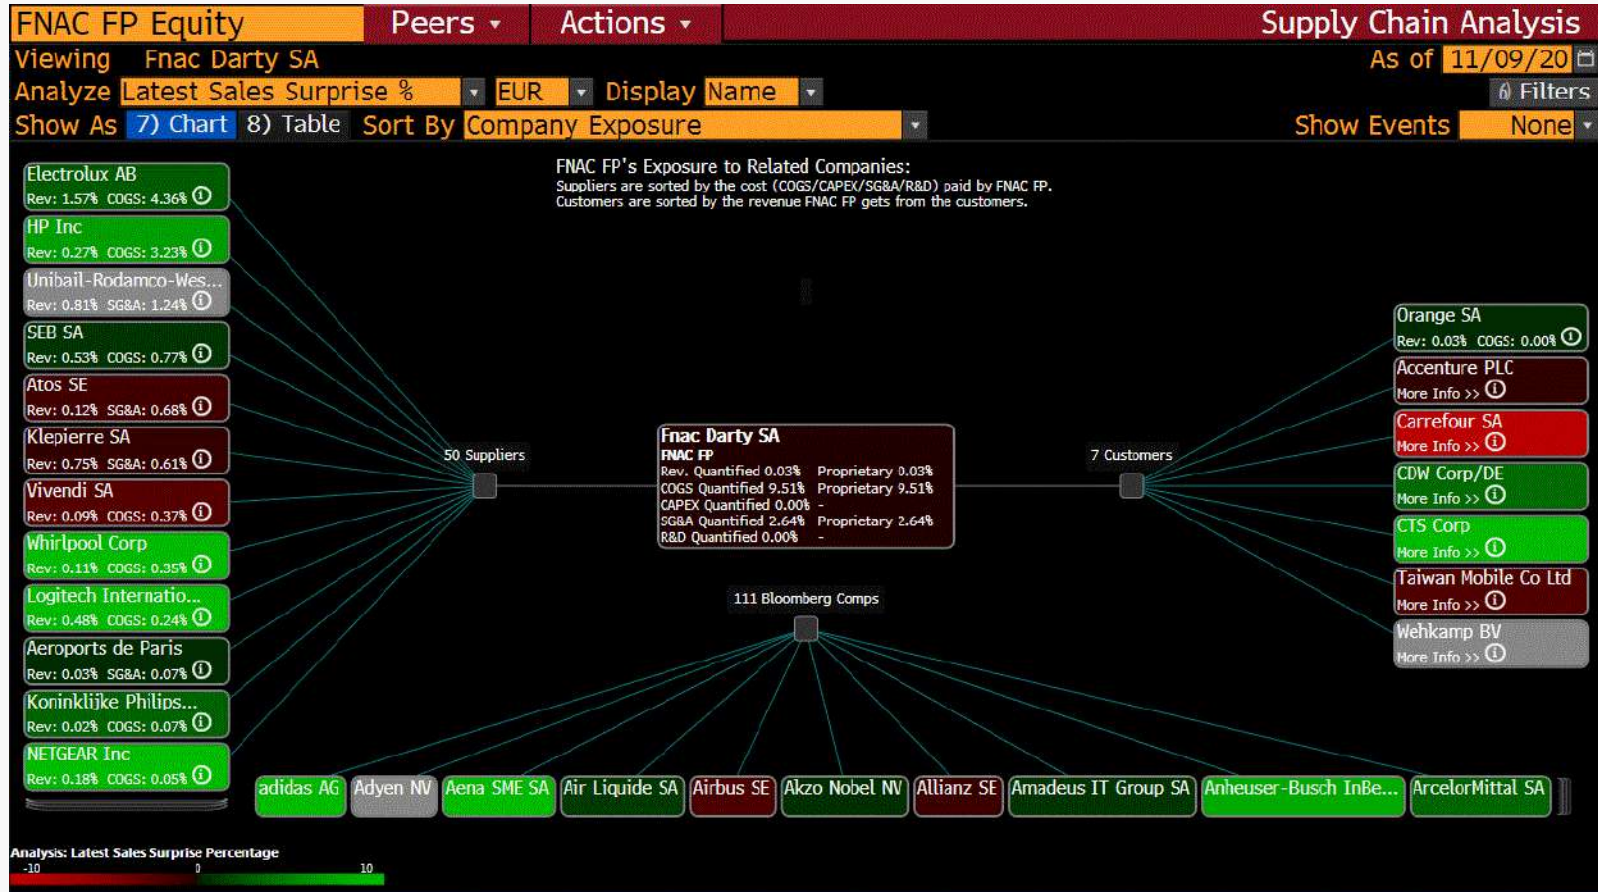 FNAC FP Equity Peers Actions Supply Chain Analysis
Viewing Fnac Darty SA As of 11/09/20
Analyze Latest Sales Surprise % EUR Display Name Filters
Show As 7) Chart 8) Table Sort By Company Exposure Show Events None
FNAC FP's Exposure to Related Companies:
Suppliers are sorted by the cost (COGS/CAPEX/SG&A/R&D) paid by FNAC FP.
Customers are sorted by the revenue FNAC FP gets from the customers.
Electrolux AB
Rev: 1.57% COGS: 4.36%
HP Inc
Rev: 0.27% COGS: 3.23%
Unibail-Rodamco-Wes...
Rev: 0.81% SG&A: 1.24%
SEB SA
Rev: 0.53% COGS: 0.77%
Atos SE
Rev: 0.12% SG&A: 0.68%
Klepierre SA
Rev: 0.75% SG&A: 0.61%
Vivendi SA
Rev: 0.09% COGS: 0.37%
Whirlpool Corp
Rev: 0.11% COGS: 0.35%
Logitech Internatio...
Rev: 0.48% COGS: 0.24%
Aeroports de Paris
Rev: 0.03% SG&A: 0.07%
Koninklijke Philips...
Rev: 0.02% COGS: 0.07%
NETGEAR Inc
Rev: 0.18% COGS: 0.05%
50 Suppliers
Fnac Darty SA
FNAC FP
Rev. Quantified 0.03% Proprietary 0.03%
COGS Quantified 9.51% Proprietary 9.51%
CAPEX Quantified 0.00% -
SG&A Quantified 2.64% Proprietary 2.64%
R&D Quantified 0.00% -
7 Customers
Orange SA
Rev: 0.03% COGS: 0.00%
Accenture PLC
More Info >>
Carrefour SA
More Info >>
CDW Corp/DE
More Info >>
CTS Corp
More Info >>
Taiwan Mobile Co Ltd
More Info >>
Wehkamp BV
More Info >>
111 Bloomberg Comps
adidas AG Adyen NV Aena SME SA Air Liquide SA Airbus SE Akzo Nobel NV Allianz SE Amadeus IT Group SA Anheuser-Busch InBe... ArcelorMittal SA
Analysis: Latest Sales Surprise Percentage
-10 0 10